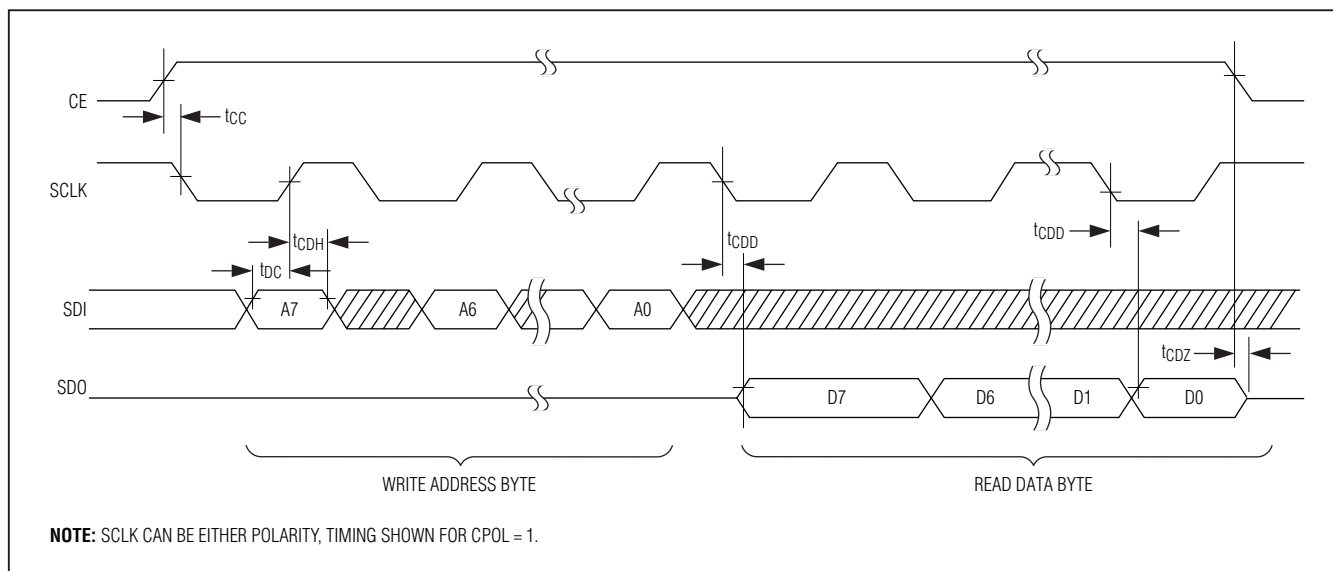 CE
tCC
SCLK
tCDH
tCDD
tCDD
tDC
SDI
A7
A6
A0
tCDZ
SDO
D7
D6
D1
D0
WRITE ADDRESS BYTE
READ DATA BYTE
NOTE: SCLK CAN BE EITHER POLARITY, TIMING SHOWN FOR CPOL = 1.